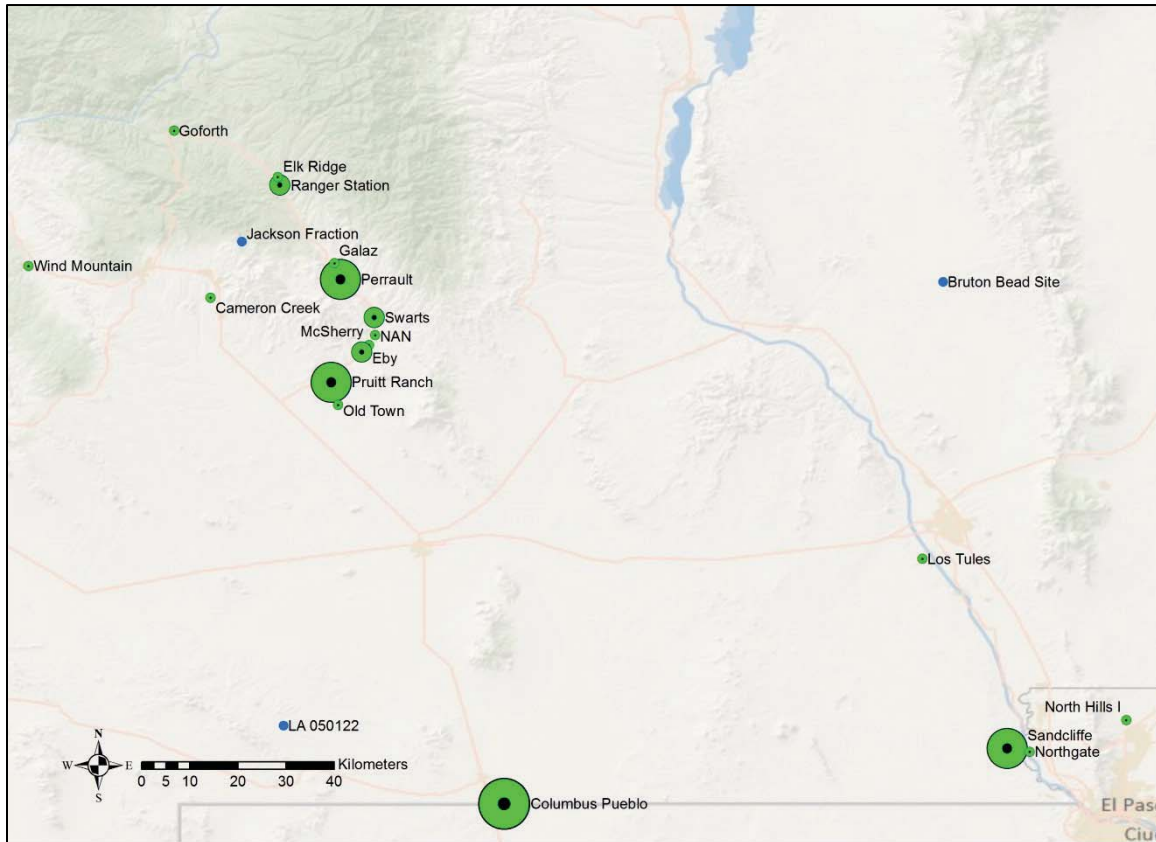 Goforth
Elk Ridge
Ranger Station
Jackson Fraction
Galaz
Wind Mountain
Perrault
Bruton Bead Site
Cameron Creek
Swarts
McSherry
NAN
Eby
Pruitt Ranch
Old Town
Los Tules
North Hills I
LA 050122
Sandcliffe
Northgate
N
W E
S
Kilometers
0 5 10 20 30 40
Columbus Pueblo
El Pas
Ciu